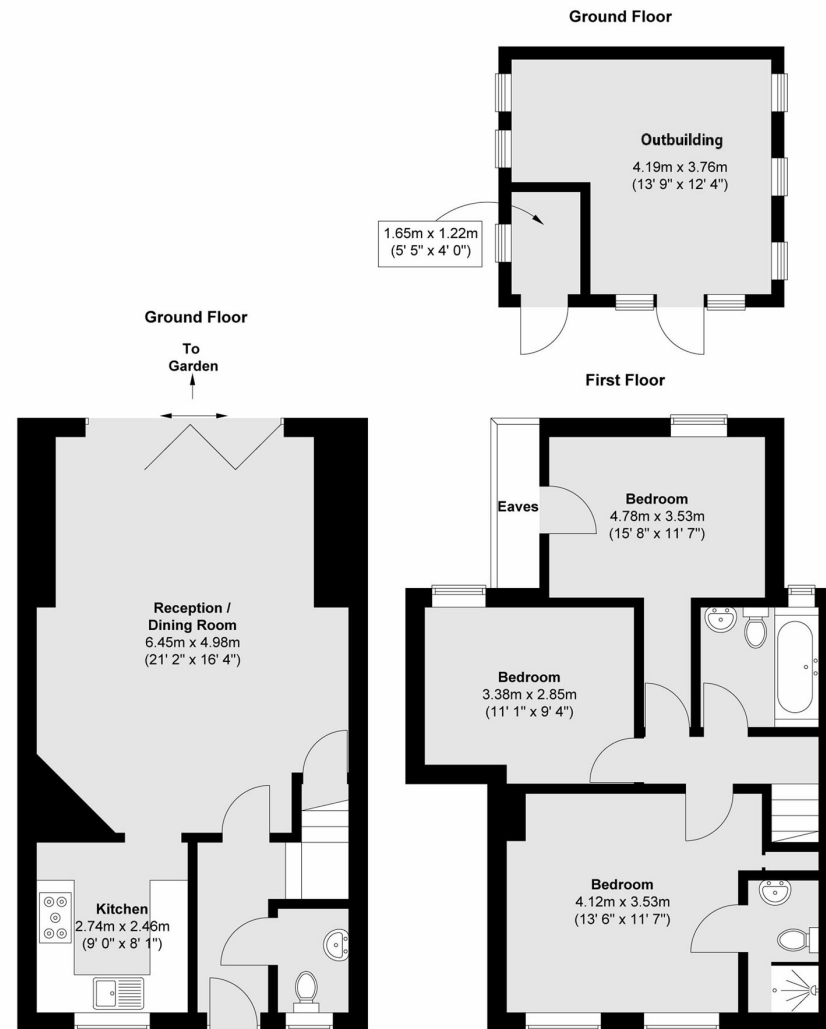 Ground Floor
Outbuilding
4.19m x 3.76m
(13' 9" x 12' 4")
1.65m x 1.22m
(5' 5" x 4' 0")
Ground Floor
To
Garden
Reception /
Dining Room
6.45m x 4.98m
(21' 2" x 16' 4")
Kitchen
2.74m x 2.46m
(9' 0" x 8' 1")
First Floor
Eaves
Bedroom
4.78m x 3.53m
(15' 8" x 11' 7")
Bedroom
3.38m x 2.85m
(11' 1" x 9' 4")
Bedroom
4.12m x 3.53m
(13' 6" x 11' 7")